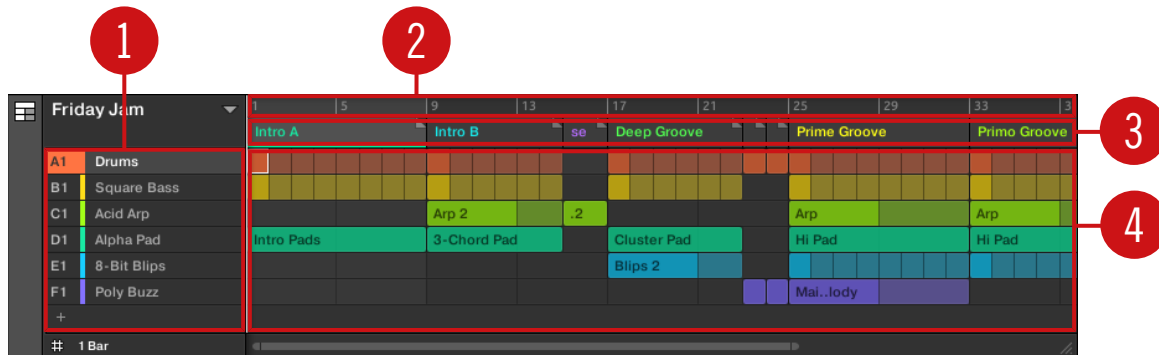 1 2
Friday Jam 1 5 9 13 17 21 25 29 33 3
Intro A Intro B se Deep Groove Prime Groove Primo Groove 3
A1 Drums
B1 Square Bass
C1 Acid Arp Arp 2 .2 Arp Arp 4
D1 Alpha Pad Intro Pads 3-Chord Pad Cluster Pad Hi Pad Hi Pad
E1 8-Bit Blips Blips 2
F1 Poly Buzz Mai..lody
+
1 Bar